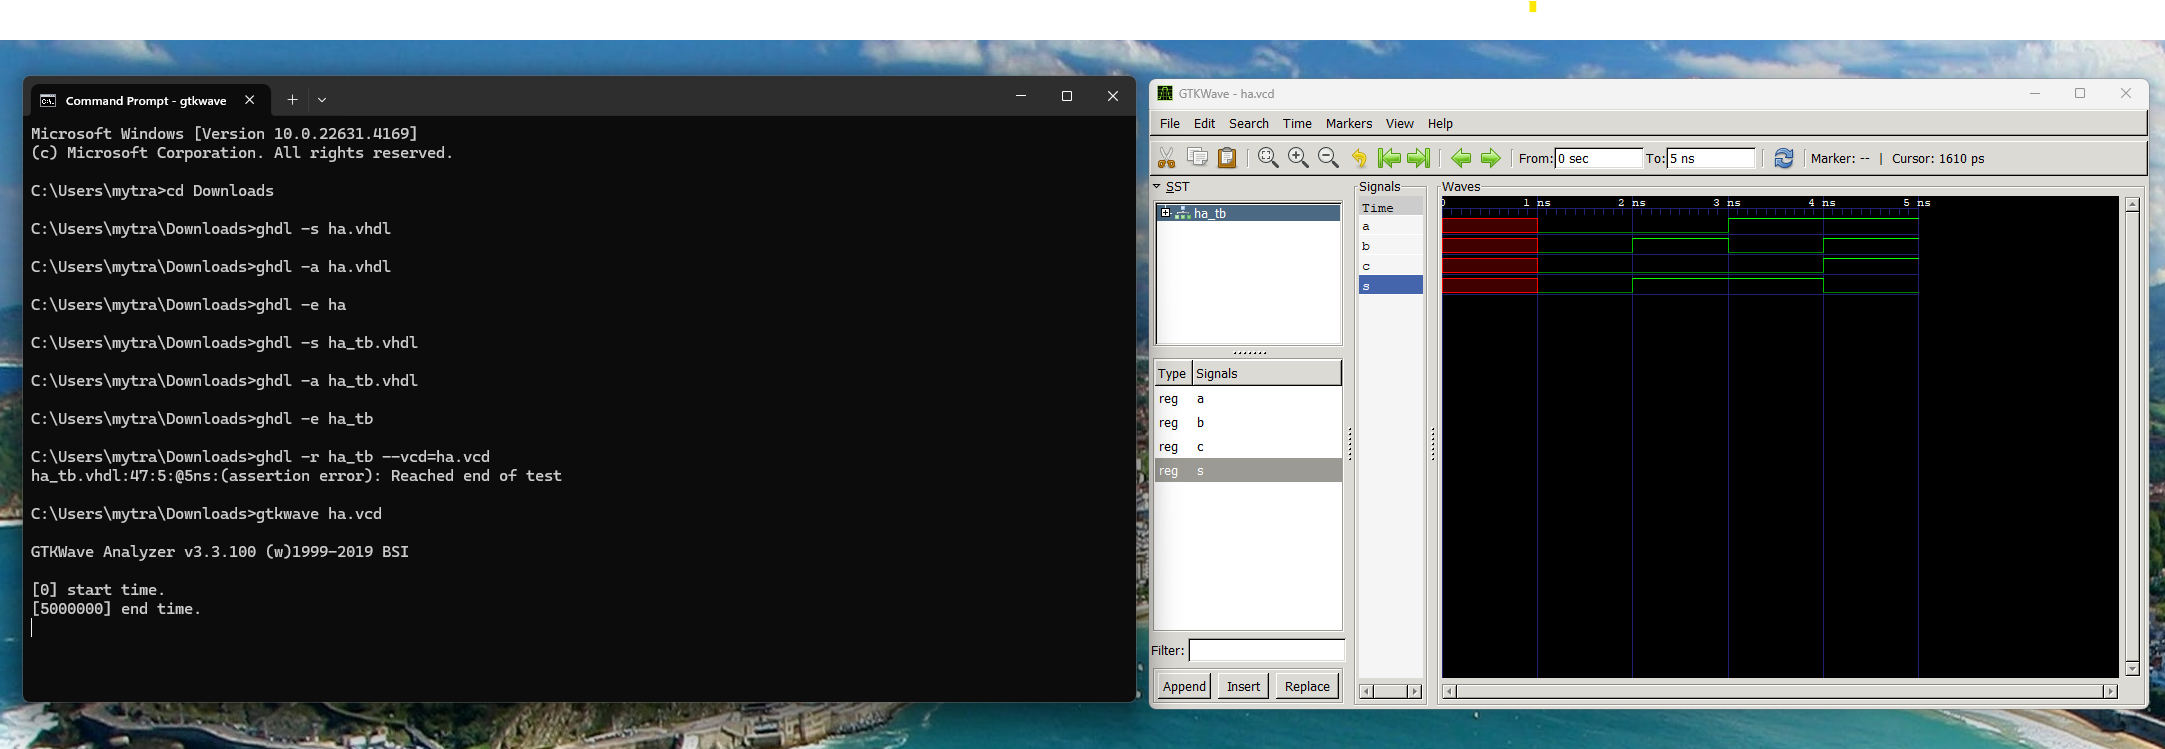 Command Prompt - gtkwave
Microsoft Windows [Version 10.0.22631.4169]
(c) Microsoft Corporation. All rights reserved.
C:\Users\mytra>cd Downloads
C:\Users\mytra\Downloads>ghdl -s ha.vhdl
C:\Users\mytra\Downloads>ghdl -a ha.vhdl
C:\Users\mytra\Downloads>ghdl -e ha
C:\Users\mytra\Downloads>ghdl -s ha_tb.vhdl
C:\Users\mytra\Downloads>ghdl -a ha_tb.vhdl
C:\Users\mytra\Downloads>ghdl -e ha_tb
C:\Users\mytra\Downloads>ghdl -r ha_tb --vcd=ha.vcd
ha_tb.vhdl:47:5:@5ns:(assertion error): Reached end of test
C:\Users\mytra\Downloads>gtkwave ha.vcd
GTKWave Analyzer v3.3.100 (w)1999-2019 BSI
[0] start time.
[5000000] end time.
GTKWave - ha.vcd
File Edit Search Time Markers View Help
From: 0 sec To: 5 ns Marker: -- | Cursor: 1610 ps
SST
ha_tb
Type Signals
reg a
reg b
reg c
reg s
Filter:
Append Insert Replace
Signals
Time
a
b
c
s
Waves
0 1 ns 2 ns 3 ns 4 ns 5 ns